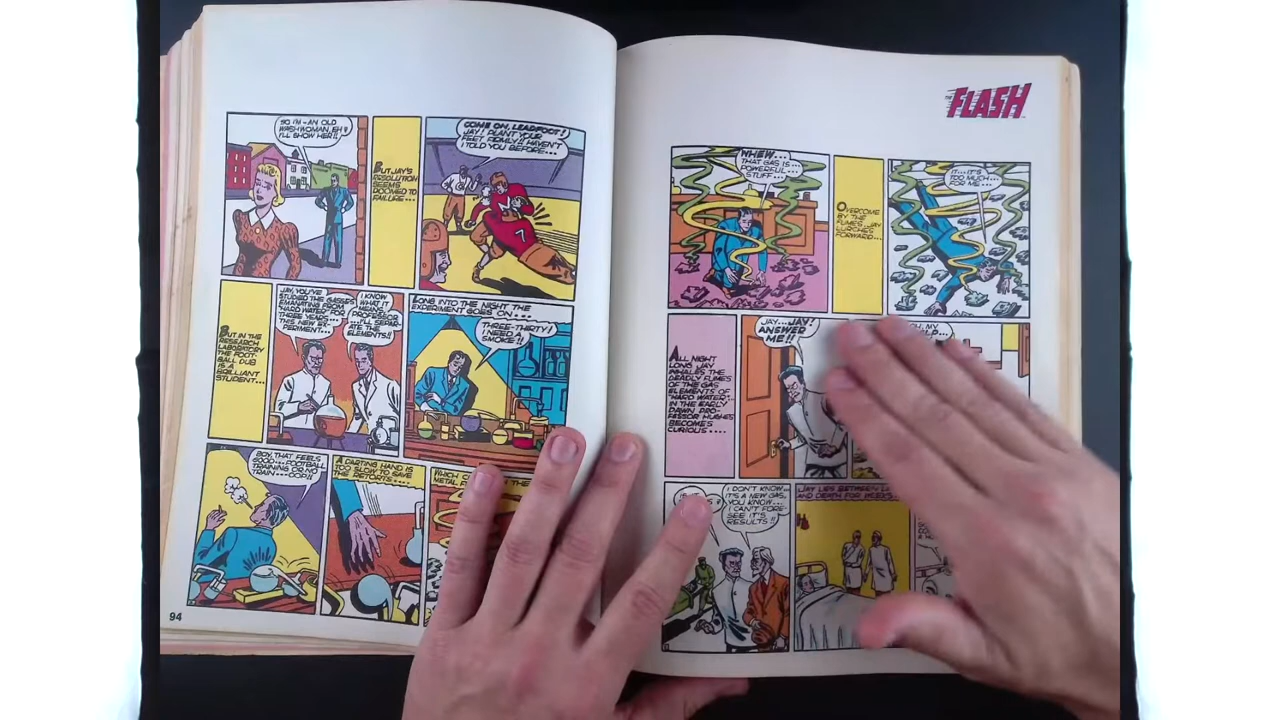 SO I'M-AN OLD
WASHWOMAN, EH!!
I'LL SHOW HER!!
BUT JAY'S
RESOLUTION
SEEMS
DOOMED TO
FAILURE...
COME ON, LEADFOOT!
JAY! PLANT YOUR
FEET FIRMLY!! HAVEN'T
I TOLD YOU BEFORE...
7
BUT IN THE
RESEARCH
LABORATORY
THE FOOT
BALL DUB
IS A
BRILLIANT
STUDENT...
JAY, YOU'VE
STUDIED THE GASSES
EMANATING FROM
"HARD WATER" FOR
THREE YEARS...
THIS NEW EX-
PERIMENT...
I KNOW
WHAT IT
MEANS,
PROFESSOR
ATE THE
ELEMENTS!!
LONG INTO THE NIGHT THE
EXPERIMENT GOES ON...
THREE-THIRTY!
I NEED A
SMOKE!!
BOY, THAT FEELS
GOOD... FOOTBALL
TRAINING OR NO
TRAIN....OOP!!
A DARTING HAND IS
TOO SLOW TO SAVE
THE RETORTS....
94
THE FLASH
WHEW...
THAT GAS IS
POWERFUL...
STUFF...
OVERCOME
BY THE
FUMES, JAY
LURCHES
FORWARD...
IT...IT'S
TOO MUCH
FOR ME...
ALL NIGHT
LONG JAY
INHALES THE
DEADLY FUMES
OF THE GAS
ELEMENTS OF
"HARD WATER".
IN THE EARLY
DAWN PRO-
FESSOR HUGHES
BECOMES
CURIOUS....
JAY...JAY!
ANSWER
ME!!
OH, MY
I DON'T KNOW..
IT'S A NEW GAS,
YOU KNOW...
I CAN'T FORE-
SEE IT'S
RESULTS!!
JAY LIES BETWEEN
AND DEATH FOR WEEKS